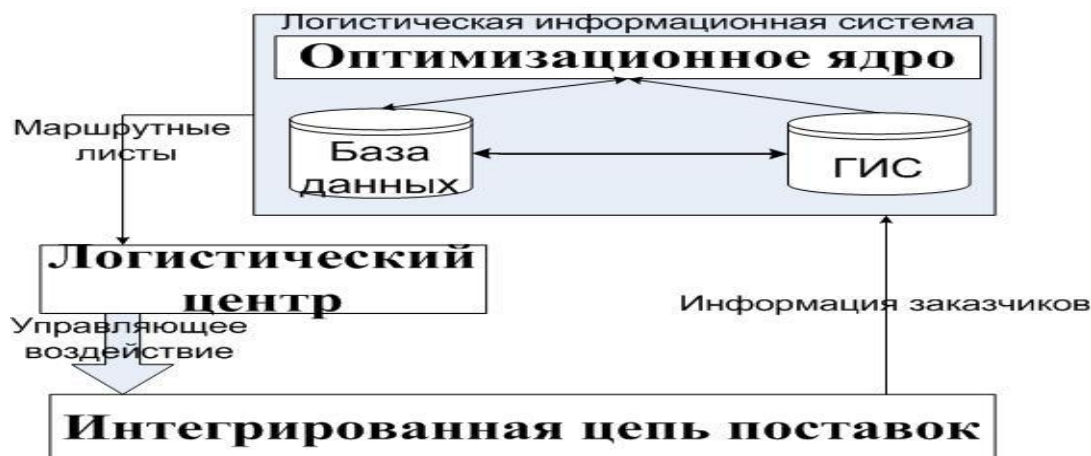 Логистическая информационная система
Оптимизационное ядро
Маршрутные
листы
База
данных
ГИС
Логистический
центр
Информация заказчиков
Управляющее
воздействие
Интегрированная цепь поставок